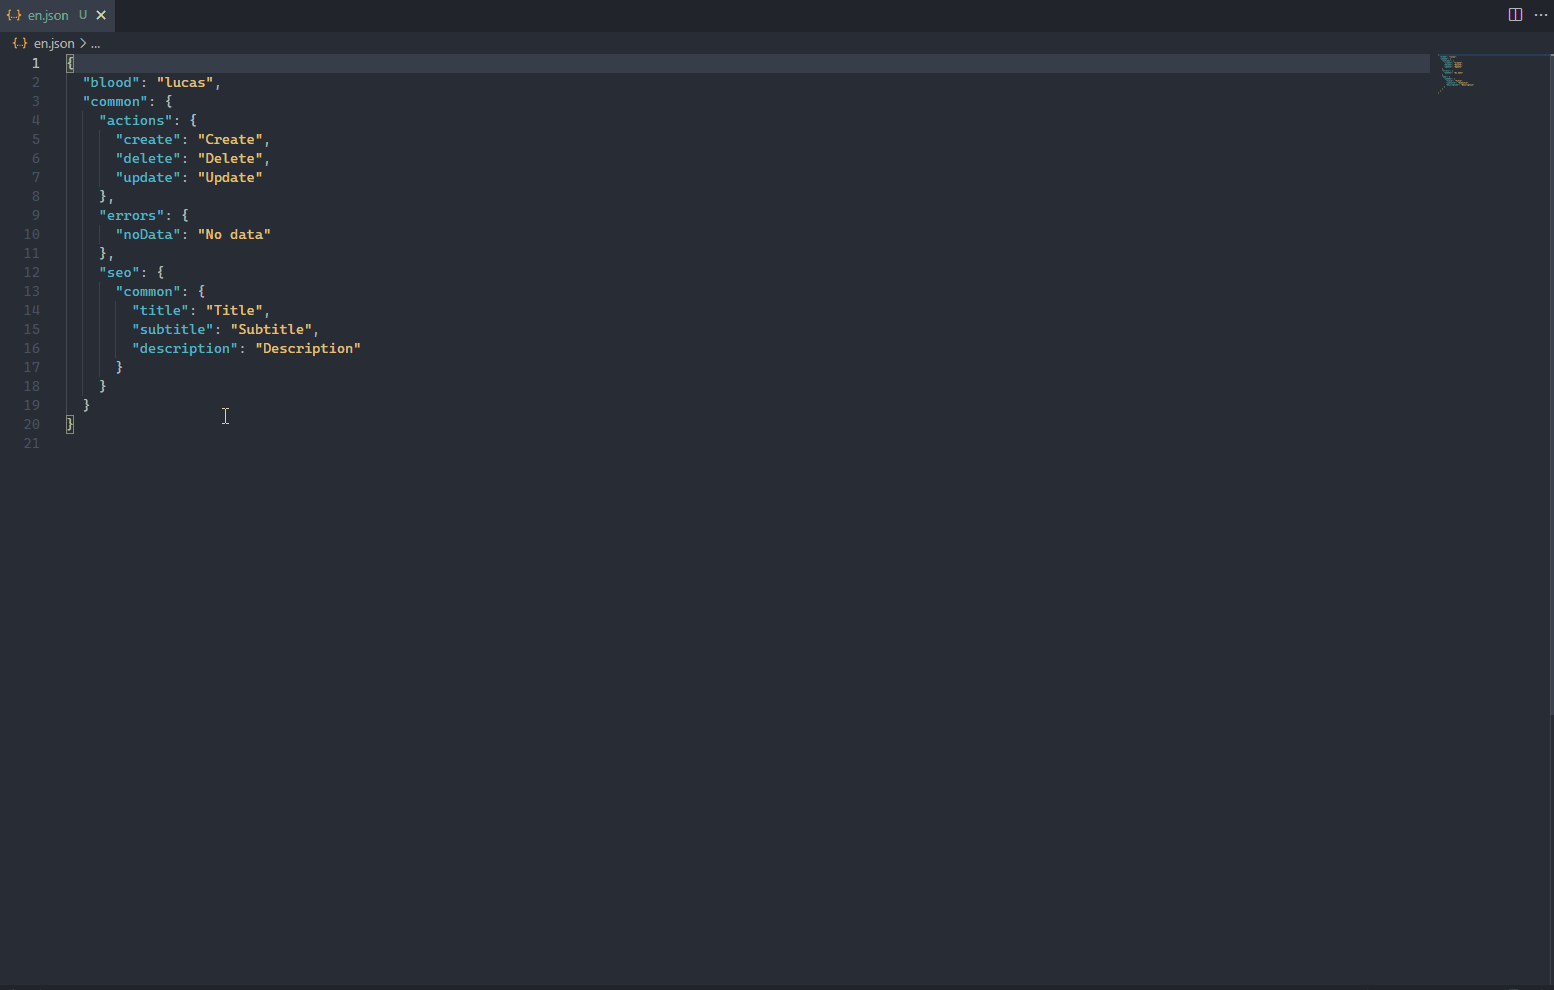 {..} en.json U ×
{..} en.json > ...
1 {
2 "blood": "lucas",
3 "common": {
4 "actions": {
5 "create": "Create",
6 "delete": "Delete",
7 "update": "Update"
8 },
9 "errors": {
10 "noData": "No data"
11 },
12 "seo": {
13 "common": {
14 "title": "Title",
15 "subtitle": "Subtitle",
16 "description": "Description"
17 }
18 }
19 }
20 }
21